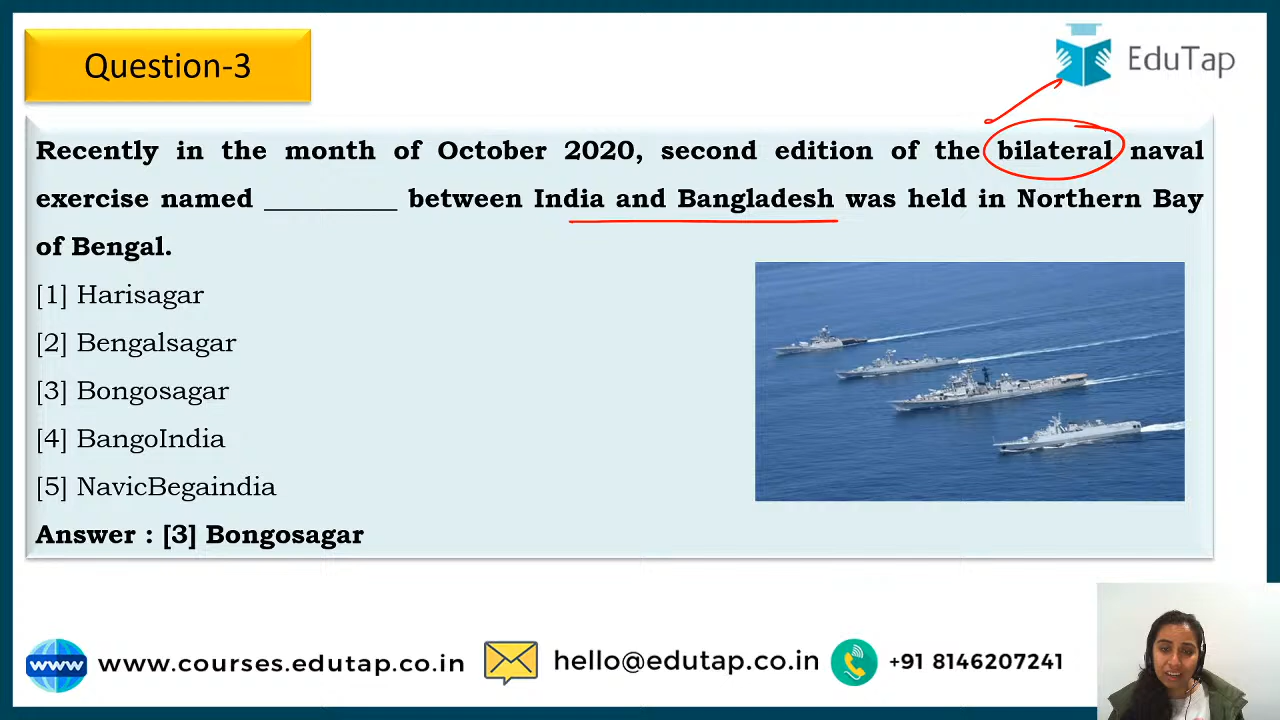 Question-3
EduTap
Recently in the month of October 2020, second edition of the bilateral naval
exercise named __________ between India and Bangladesh was held in Northern Bay
of Bengal.
[1] Harisagar
[2] Bengalsagar
[3] Bongosagar
[4] BangoIndia
[5] NavicBegaindia
Answer : [3] Bongosagar
www www.courses.edutap.co.in hello@edutap.co.in +91 8146207241